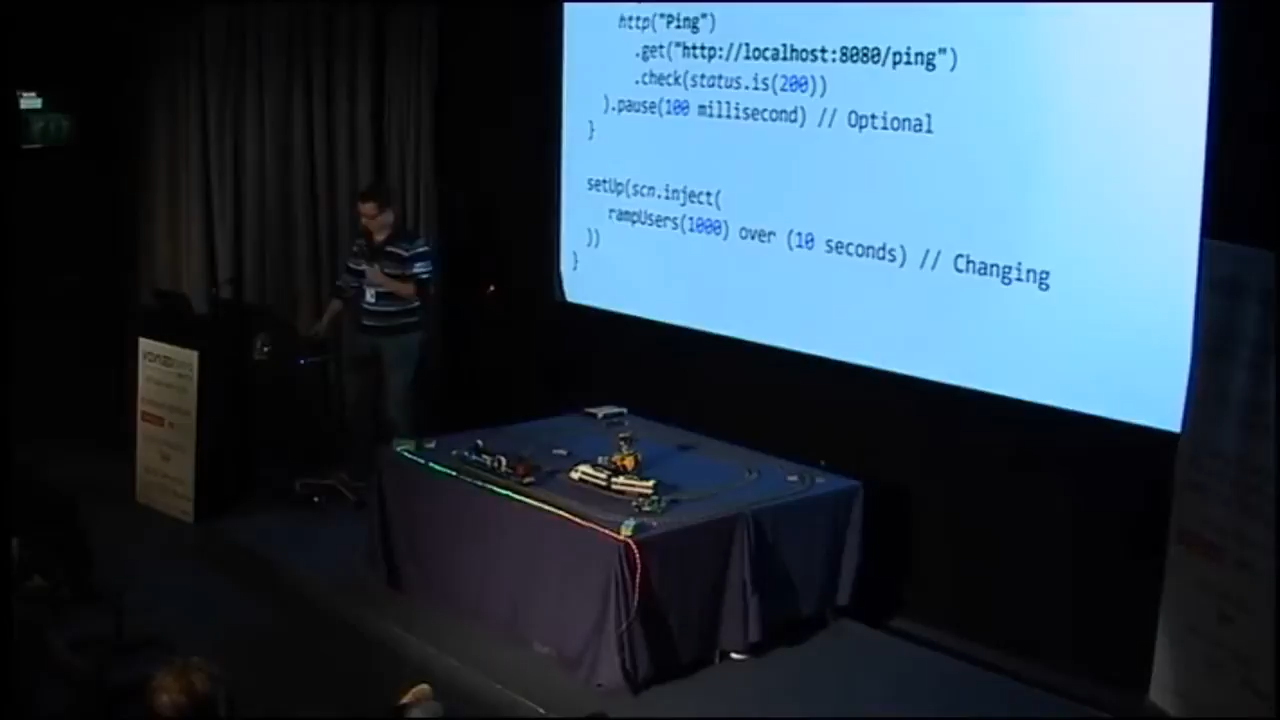 http("Ping")
.get("http://localhost:8080/ping")
.check(status.is(200))
).pause(100 millisecond) // Optional
}
setUp(scn.inject(
rampUsers(1000) over (10 seconds) // Changing
))
}